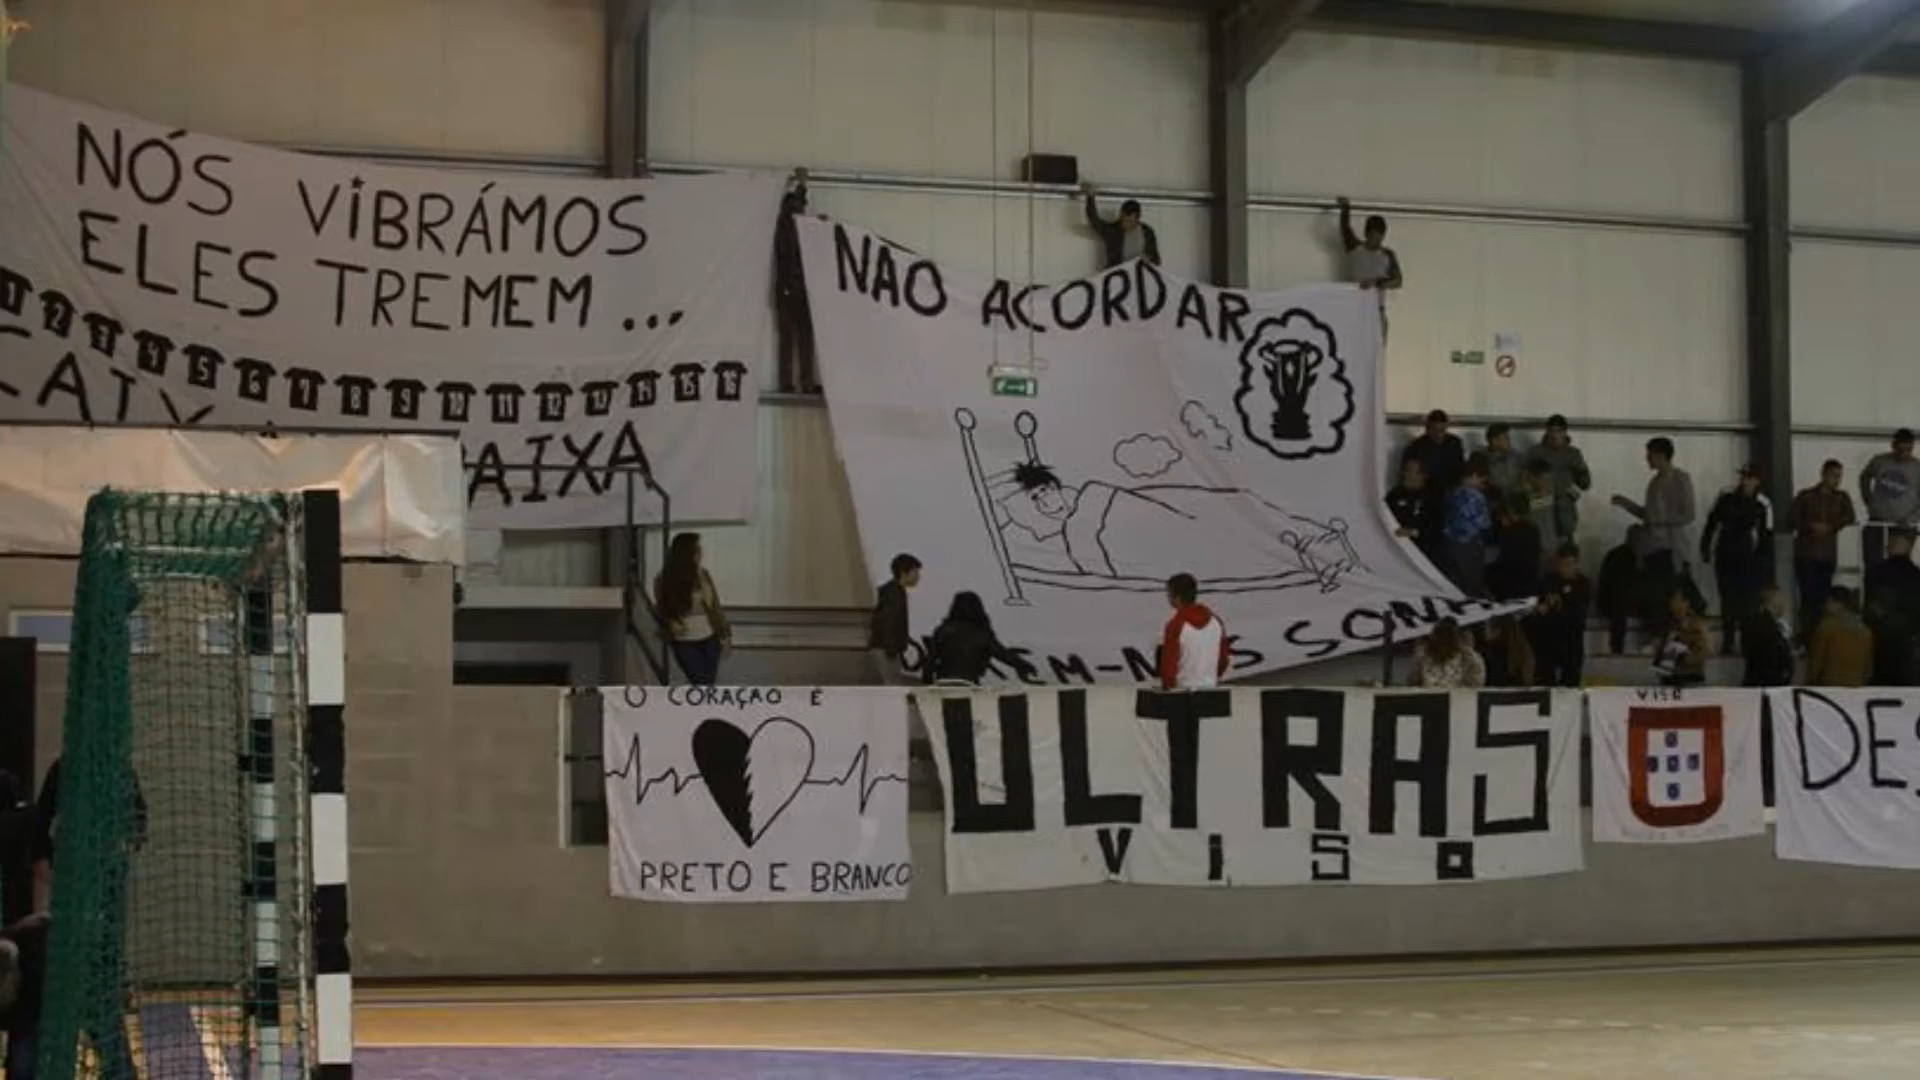 NÓS VIBRÁMOS
ELES TREMEM ...
1 2 3 4 5 6 7 8 9 10 11 12 13 14 15 16
NÃO ACORDAR
O CORAÇÃO É
PRETO E BRANCO
ULTRAS
VISO
VISO
DES